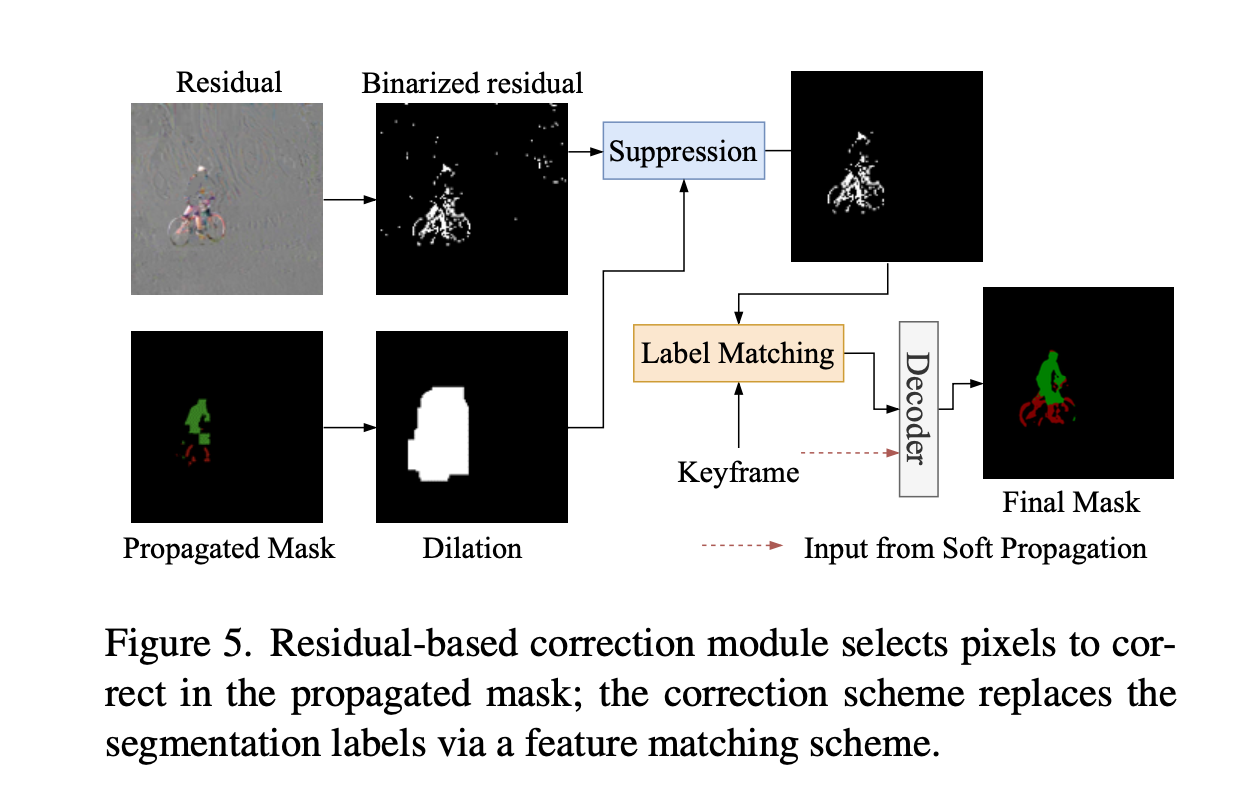 Residual
Binarized residual
Suppression
Label Matching
Decoder
Keyframe
Final Mask
Propagated Mask
Dilation
Input from Soft Propagation
Figure 5. Residual-based correction module selects pixels to cor-
rect in the propagated mask; the correction scheme replaces the
segmentation labels via a feature matching scheme.